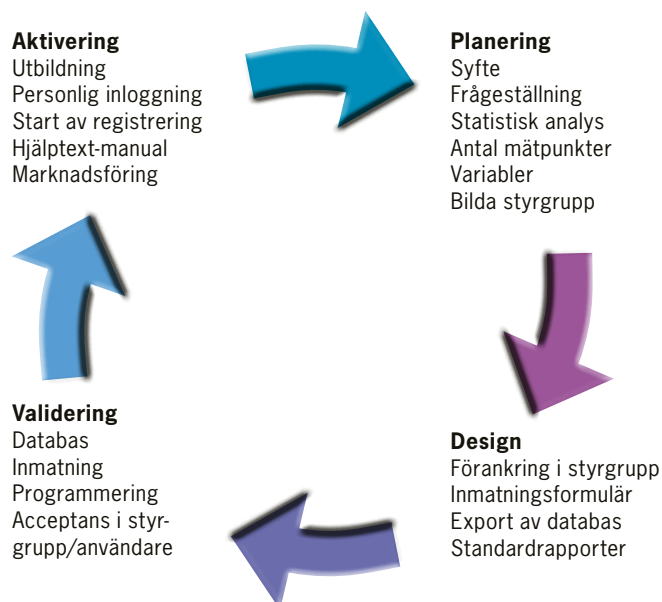 Aktivering
Utbildning
Personlig inloggning
Start av registrering
Hjälptext-manual
Marknadsföring
Planering
Syfte
Frågeställning
Statistisk analys
Antal mätpunkter
Variabler
Bilda styrgrupp
Design
Förankring i styrgrupp
Inmatningsformulär
Export av databas
Standardrapporter
Validering
Databas
Inmatning
Programmering
Acceptans i styr-
grupp/användare